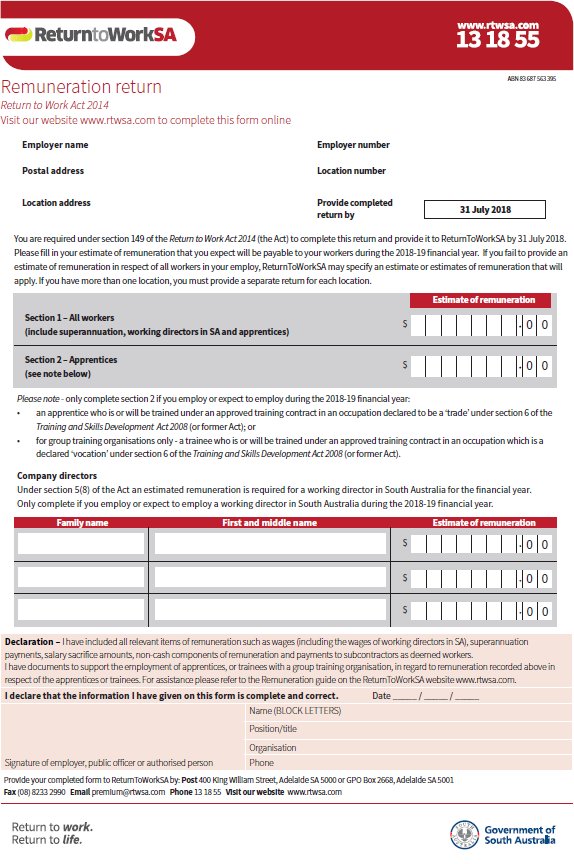 ReturntoWorkSA
www.rtwsa.com
13 18 55
ABN 83 687 563 395
Remuneration return
Return to Work Act 2014
Visit our website www.rtwsa.com to complete this form online
Employer name
Employer number
Postal address
Location number
Location address
Provide completed
return by
31 July 2018
You are required under section 149 of the Return to Work Act 2014 (the Act) to complete this return and provide it to ReturnToWorkSA by 31 July 2018.
Please fill in your estimate of remuneration that you expect will be payable to your workers during the 2018-19 financial year. If you fail to provide an
estimate of remuneration in respect of all workers in your employ, ReturnToWorkSA may specify an estimate or estimates of remuneration that will
apply. If you have more than one location, you must provide a separate return for each location.
Estimate of remuneration
Section 1 – All workers
(include superannuation, working directors in SA and apprentices)
$ . 0 0
Section 2 – Apprentices
(see note below)
$ . 0 0
Please note - only complete section 2 if you employ or expect to employ during the 2018-19 financial year:
• an apprentice who is or will be trained under an approved training contract in an occupation declared to be a ‘trade’ under section 6 of the
Training and Skills Development Act 2008 (or former Act); or
• for group training organisations only - a trainee who is or will be trained under an approved training contract in an occupation which is a
declared ‘vocation’ under section 6 of the Training and Skills Development Act 2008 (or former Act).
Company directors
Under section 5(8) of the Act an estimated remuneration is required for a working director in South Australia for the financial year.
Only complete if you employ or expect to employ a working director in South Australia during the 2018-19 financial year.
Family name First and middle name Estimate of remuneration
$ . 0 0
$ . 0 0
$ . 0 0
Declaration – I have included all relevant items of remuneration such as wages (including the wages of working directors in SA), superannuation
payments, salary sacrifice amounts, non-cash components of remuneration and payments to subcontractors as deemed workers.
I have documents to support the employment of apprentices, or trainees with a group training organisation, in regard to remuneration recorded above in
respect of the apprentices or trainees. For assistance please refer to the Remuneration guide on the ReturnToWorkSA website www.rtwsa.com.
I declare that the information I have given on this form is complete and correct. Date _____ / _____ / _____
Name (BLOCK LETTERS)
Position/title
Organisation
Signature of employer, public officer or authorised person Phone
Provide your completed form to ReturnToWorkSA by: Post 400 King William Street, Adelaide SA 5000 or GPO Box 2668, Adelaide SA 5001
Fax (08) 8233 2990 Email premium@rtwsa.com Phone 13 18 55 Visit our website www.rtwsa.com
Return to work.
Return to life.
Government of
South Australia